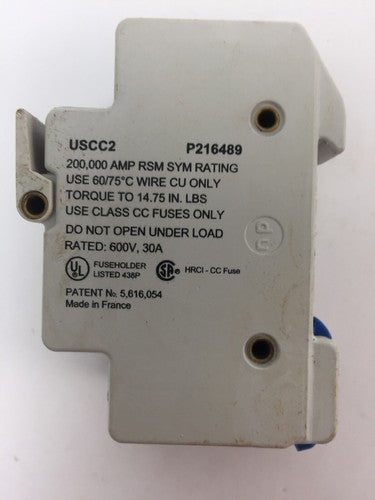 USCC2 P216489
200,000 AMP RSM SYM RATING
USE 60/75°C WIRE CU ONLY
TORQUE TO 14.75 IN. LBS
USE CLASS CC FUSES ONLY
DO NOT OPEN UNDER LOAD
RATED: 600V, 30A
UL FUSEHOLDER LISTED 438P SA HRCI - CC Fuse
PATENT No. 5,616,054
Made in France